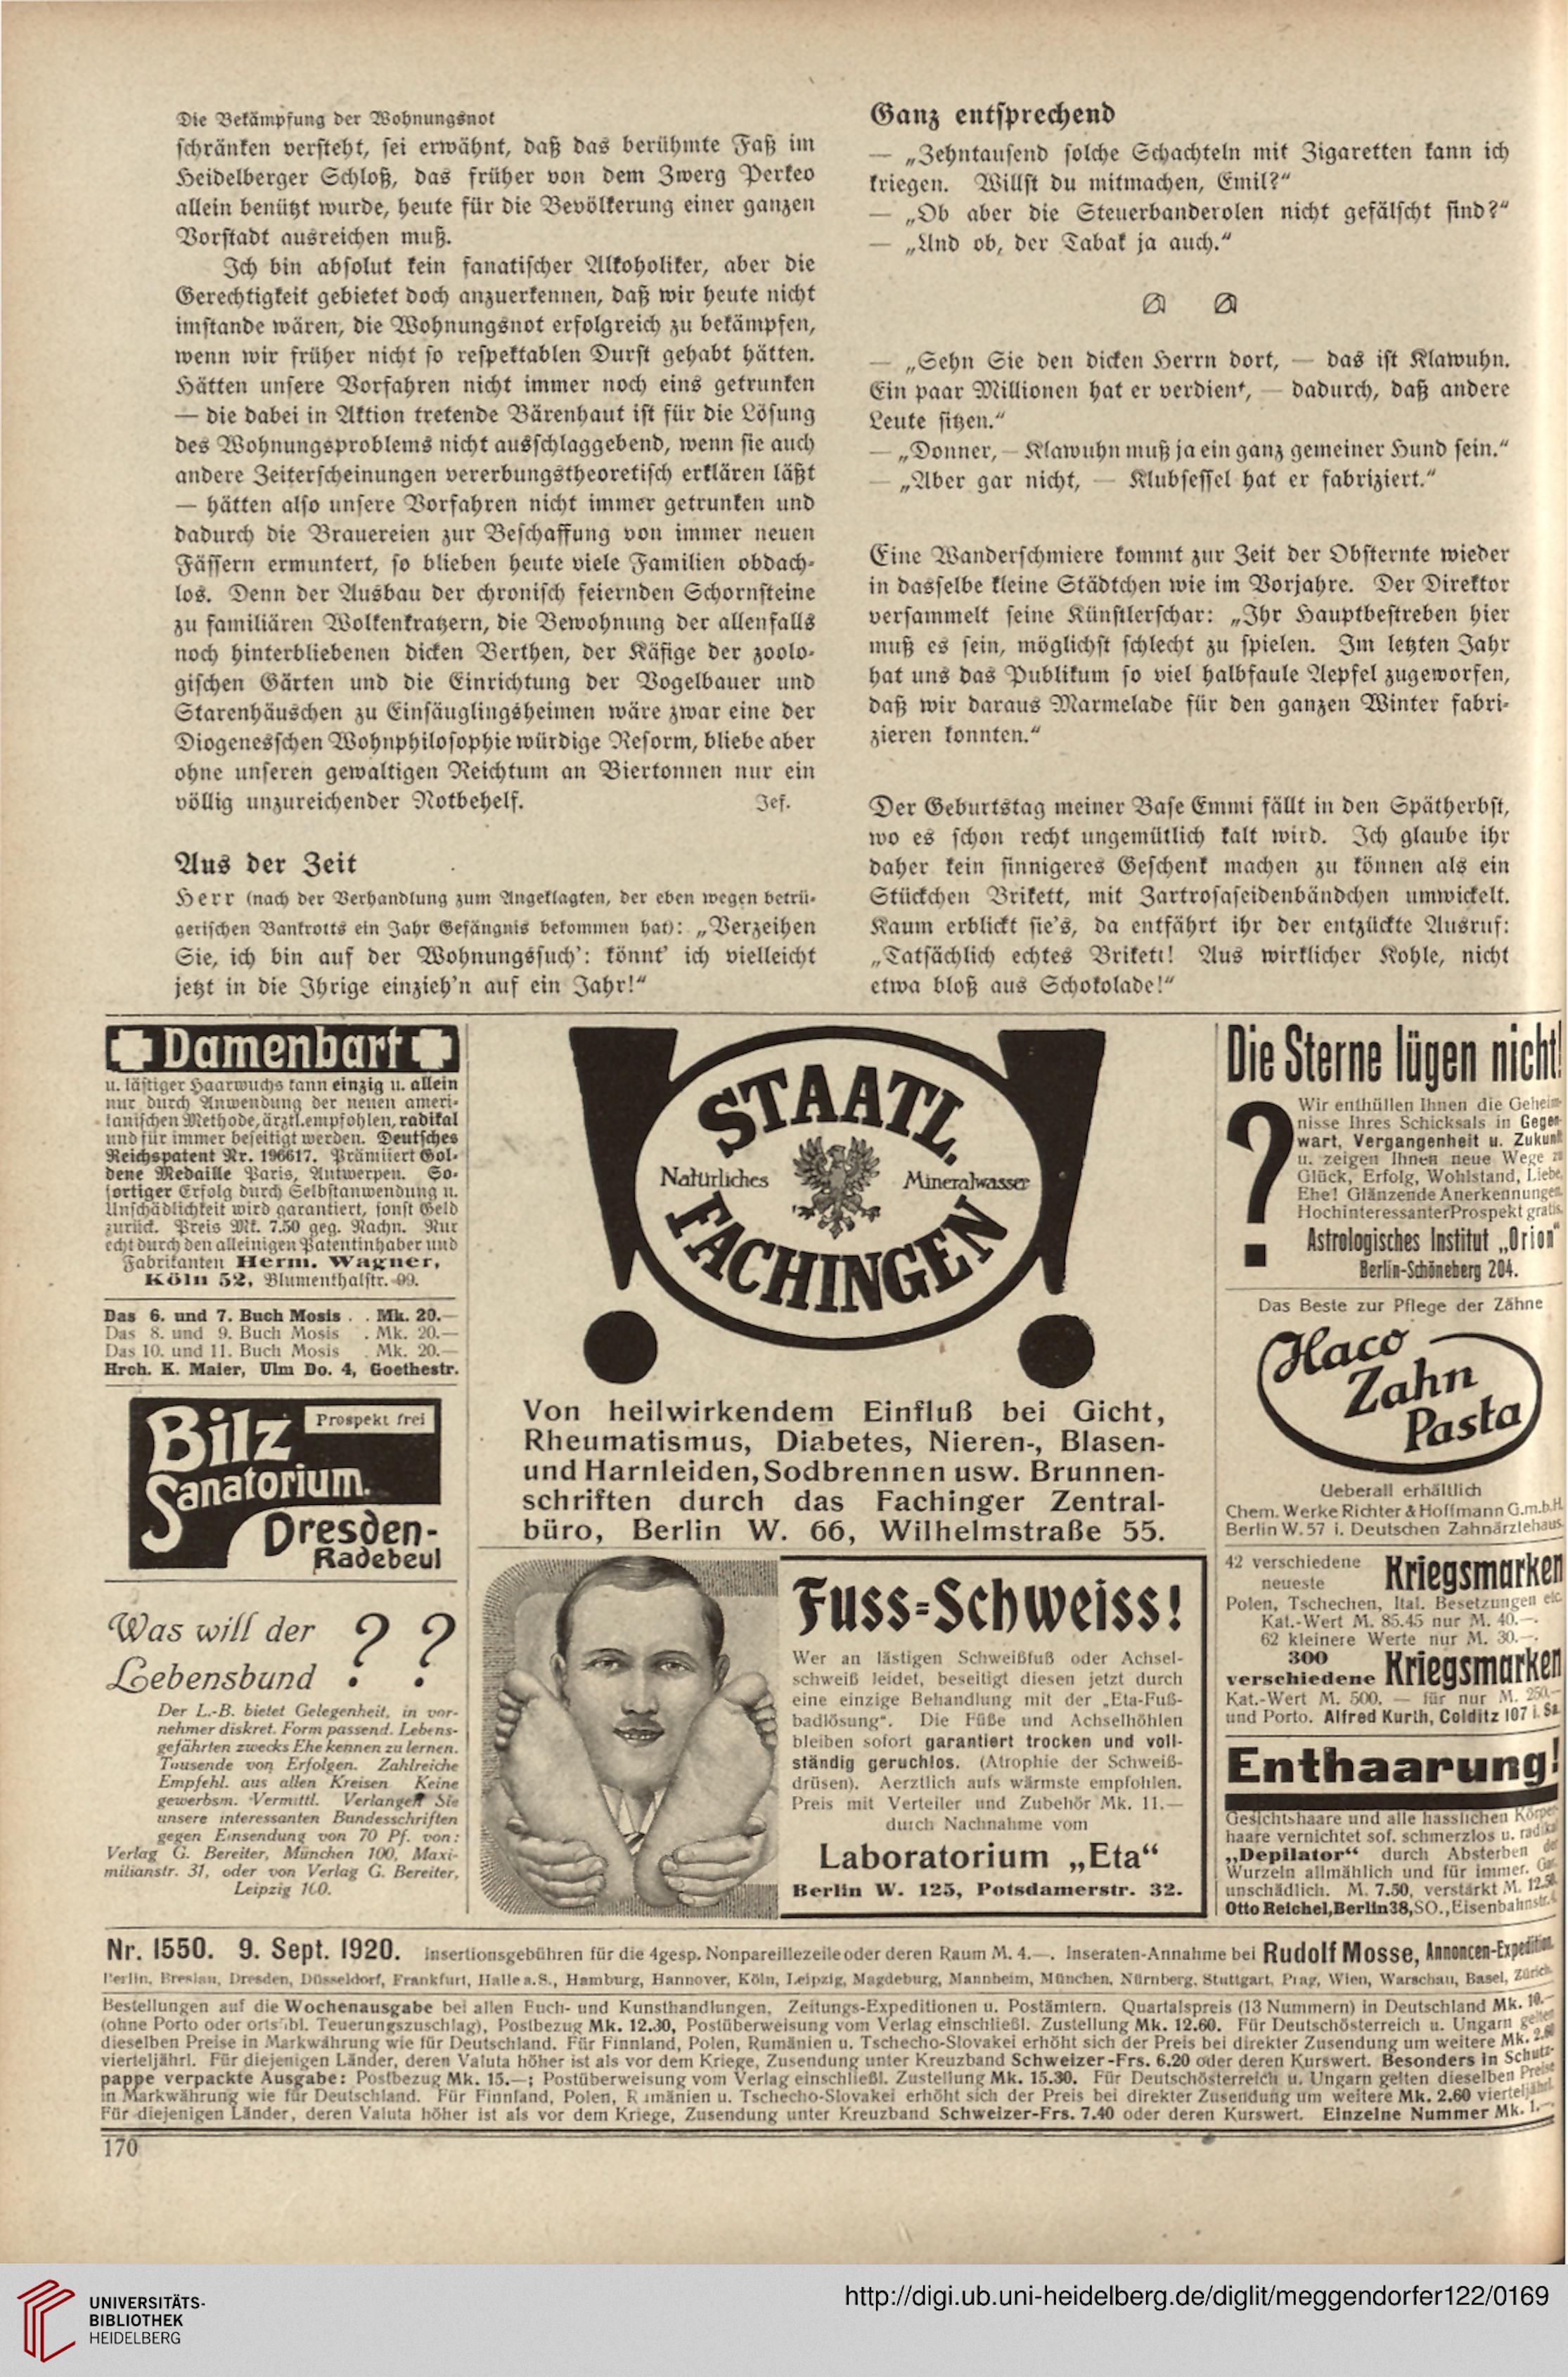 Die Bekämpfung der Wohnungsnot
schränken versteht, sei erwähnt, daß das berühmte Faß im
Heidelberger Schloß, das früher von dem Zwerg Perkeo
allein benützt wurde, heute für die Bevölkerung einer ganzen
Vorstadt ausreichen muß.
Ich bin absolut kein fanatischer Alkoholiker, aber die
Gerechtigkeit gebietet doch anzuerkennen, daß wir heute nicht
imstande wären, die Wohnungsnot erfolgreich zu bekämpfen,
wenn wir früher nicht so respektablen Durst gehabt hätten.
Hätten unsere Vorfahren nicht immer noch eins getrunken
— die dabei in Aktion tretende Bärenhaut ist für die Lösung
des Wohnungsproblems nicht ausschlaggebend, wenn sie auch
andere Zeiterscheinungen vererbungstheoretisch erklären läßt
— hätten also unsere Vorfahren nicht immer getrunken und
dadurch die Brauereien zur Beschaffung von immer neuen
Fässern ermuntert, so blieben heute viele Familien obdach-
los. Denn der Ausbau der chronisch feiernden Schornsteine
zu familiären Wolkenkratzern, die Bewohnung der allenfalls
noch hinterbliebenen dicken Berthen, der Käfige der zoolo-
gischen Gärten und die Einrichtung der Vogelbauer und
Starenhäuschen zu Einsäuglingsheimen wäre zwar eine der
Diogenesschen Wohnphilosophie würdige Reform, bliebe aber
ohne unseren gewaltigen Reichtum an Biertonnen nur ein
völlig unzureichender Notbehelf. Jef.
Aus der Zeit
Herr (nach der Verhandlung zum Angeklagten, der eben wegen betrü-
gerischen Bankrotts ein Jahr Gefängnis bekommen hat): „Verzeihen
Sie, ich bin auf der Wohnungssuch': könnt' ich vielleicht
jetzt in die Ihrige einzieh'n auf ein Jahr!“
Ganz entsprechend
— „Zehntausend solche Schachteln mit Zigaretten kann ich
kriegen. Willst du mitmachen, Emil?“
— „Ob aber die Steuerbanderolen nicht gefälscht sind?“
— „Und ob, der Tabak ja auch.“
— „Sehn Sie den dicken Herrn dort, — das ist Klawuhn.
Ein paar Millionen hat er verdient, — dadurch, daß andere
Leute sitzen.“
— „Donner, – Klawuhn muß ja ein ganz gemeiner Hund sein.“
— „Aber gar nicht, — Klubsessel hat er fabriziert.“
Eine Wanderschmiere kommt zur Zeit der Obsternte wieder
in dasselbe kleine Städtchen wie im Vorjahre. Der Direktor
versammelt seine Künstlerschar: „Ihr Hauptbestreben hier
muß es sein, möglichst schlecht zu spielen. Im letzten Jahr
hat uns das Publikum so viel halbfaule Aepfel zugeworfen,
daß wir daraus Marmelade für den ganzen Winter fabri-
zieren konnten.“
Der Geburtstag meiner Base Emmi fällt in den Spätherbst,
wo es schon recht ungemütlich kalt wird. Ich glaube ihr
daher kein sinnigeres Geschenk machen zu können als ein
Stückchen Brikett, mit Zartrosaseidenbändchen umwickelt.
Kaum erblickt sie's, da entfährt ihr der entzückte Ausruf:
„Tatsächlich echtes Brikett! Aus wirklicher Kohle, nicht
etwa bloß aus Schokolade!“
Damenbart
u. lästiger Haarwuchs kann einzig u. allein
nur durch Anwendung der neuen ameri-
kanischen Methode, ärztl. empfohlen, radikal
und für immer beseitigt werden. Deutsches
Reichspatent Nr. 196617. Prämiiert Gol-
dene Medaille Paris, Antwerpen. So-
fortiger Erfolg durch Selbstanwendung u.
Unschädlichkeit wird garantiert, sonst Geld
zurück. Preis Mk. 7.50 geg. Nachn. Nur
echt durch den alleinigen Patentinhaber und
Fabrikanten Herm. Wagner,
Köln 52, Blumenthalstr. 99.
Das 6. und 7. Buch Mosis . . Mk. 20.—
Das 8. und 9. Buch Mosis . Mk. 20.—
Das 10. und 11. Buch Mosis . Mk. 20.—
Hrch. K. Maier, Ulm Do. 4, Goethestr.
Bilz
Prospekt frei
Sanatorium.
Dresden-
Radebeul
Was will der
Lebensbund ? ?
Der L.-B. bietet Gelegenheit, in vor-
nehmer diskret. Form passend. Lebens-
gefährten zwecks Ehe kennen zu lernen.
Tausende von Erfolgen. Zahlreiche
Empfehl. aus allen Kreisen Keine
gewerbsm. Vermittl. Verlangen Sie
unsere interessanten Bundesschriften
gegen Einsendung von 70 Pf. von:
Verlag G. Bereiter, München 100, Maxi-
milianstr. 31, oder von Verlag G. Bereiter,
Leipzig 100.
STAATL.
Natürliches Mineralwasser
FACHINGEN
Von heilwirkendem Einfluß bei Gicht,
Rheumatismus, Diabetes, Nieren-, Blasen-
und Harnleiden, Sodbrennen usw. Brunnen-
schriften durch das Fachinger Zentral-
büro, Berlin W. 66, Wilhelmstraße 55.
Fuss-Schweiss!
Wer an lästigen Schweißfuß oder Achsel-
schweiß leidet, beseitigt diesen jetzt durch
eine einzige Behandlung mit der „Eta-Fuß-
badlösung“. Die Füße und Achselhöhlen
bleiben sofort garantiert trocken und voll-
ständig geruchlos. (Atrophie der Schweiß-
drüsen). Aerztlich aufs wärmste empfohlen.
Preis mit Verteiler und Zubehör Mk. 11.—
durch Nachnahme vom
Laboratorium „Eta“
Berlin W. 125, Potsdamerstr. 32.
Die Sterne lügen nicht!
?
Wir enthüllen Ihnen die Geheim-
nisse Ihres Schicksals in Gegen-
wart, Vergangenheit u. Zukunft
u. zeigen Ihnen neue Wege zu
Glück, Erfolg, Wohlstand, Liebe,
Ehe! Glänzende Anerkennungen.
Hochinteressanter Prospekt gratis.
Astrologisches Institut „Orion“
Berlin-Schöneberg 204.
Das Beste zur Pflege der Zähne
Haco
Zahn
Pasta
Ueberall erhältlich
Chem. Werke Richter & Hoffmann G.m.b.H.
Berlin W. 57 i. Deutschen Zahnärztehaus.
42 verschiedene
neueste Kriegsmarken
Polen, Tschechen, Ital. Besetzungen etc.
Kat.-Wert M. 85.45 nur M. 40.—.
62 kleinere Werte nur M. 30.—.
300
verschiedene Kriegsmarken
Kat.-Wert M. 500. — für nur M. 250.—
und Porto. Alfred Kurth, Colditz 107 i. Sa.
Enthaarung!
Gesichtshaare und alle hässlichen Körper-
haare vernichtet sof. schmerzlos u. radikal
„Depilator“ durch Absterben der
Wurzeln allmählich und für immer. Gar.
unschädlich. M. 7.50, verstärkt M. 12.50.
Otto Reichel, Berlin 38, SO., Eisenbahnstr.
Nr. 1550. 9. Sept. 1920. Insertionsgebühren für die 4gesp. Nonpareillezeile oder deren Raum M. 4.—. Inseraten-Annahme bei Rudolf Mosse, Annoncen-Expedition
Berlin, Breslau, Dresden, Düsseldorf, Frankfurt, Halle a. S., Hamburg, Hannover, Köln, Leipzig, Magdeburg, Mannheim, München, Nürnberg, Stuttgart, Prag, Wien, Warschau, Basel, Zürich.
Bestellungen auf die Wochenausgabe bei allen Buch- und Kunsthandlungen, Zeitungs-Expeditionen u. Postämtern. Quartalspreis (13 Nummern) in Deutschland Mk. 10.—
(ohne Porto oder ortsübl. Teuerungszuschlag), Postbezug Mk. 12.30, Postüberweisung vom Verlag einschließl. Zustellung Mk. 12.60. Für Deutschösterreich u. Ungarn gelten
dieselben Preise in Markwährung wie für Deutschland. Für Finnland, Polen, Rumänien u. Tschecho-Slovakei erhöht sich der Preis bei direkter Zusendung um weitere Mk. 2.60
vierteljährl. Für diejenigen Länder, deren Valuta höher ist als vor dem Kriege, Zusendung unter Kreuzband Schweizer-Frs. 6.20 oder deren Kurswert. Besonders in Schutz-
pappe verpackte Ausgabe: Postbezug Mk. 15.—; Postüberweisung vom Verlag einschließl. Zustellung Mk. 15.30. Für Deutschösterreich u. Ungarn gelten dieselben Preise
in Markwährung wie für Deutschland. Für Finnland, Polen, Rumänien u. Tschecho-Slovakei erhöht sich der Preis bei direkter Zusendung um weitere Mk. 2.60 vierteljährl.
Für diejenigen Länder, deren Valuta höher ist als vor dem Kriege, Zusendung unter Kreuzband Schweizer-Frs. 7.40 oder deren Kurswert. Einzelne Nummer Mk. 1.—.
170
UNIVERSITÄTS-
BIBLIOTHEK
HEIDELBERG
http://digi.ub.uni-heidelberg.de/diglit/meggendorfer122/0169